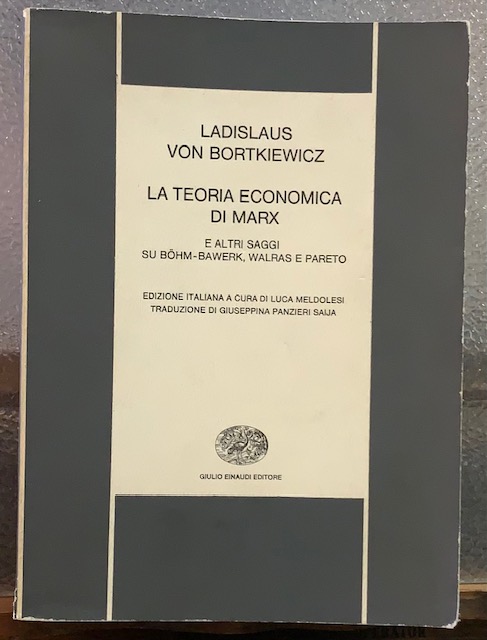 LADISLAUS
VON BORTKIEWICZ
LA TEORIA ECONOMICA
DI MARX
E ALTRI SAGGI
SU BÖHM-BAWERK, WALRAS E PARETO
EDIZIONE ITALIANA A CURA DI LUCA MELDOLESI
TRADUZIONE DI GIUSEPPINA PANZIERI SAIJA
GIULIO EINAUDI EDITORE